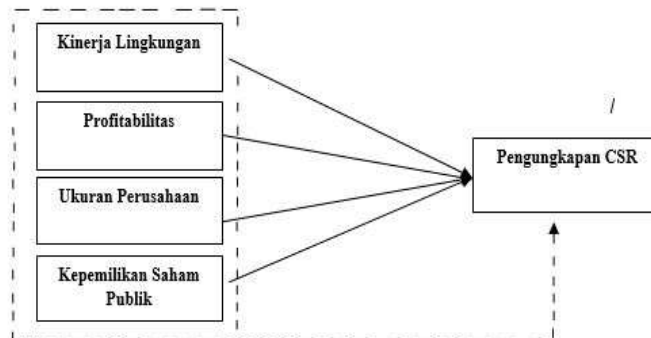 Kinerja Lingkungan
Profitabilitas
Ukuran Perusahaan
Kepemilikan Saham
Publik
Pengungkapan CSR
/